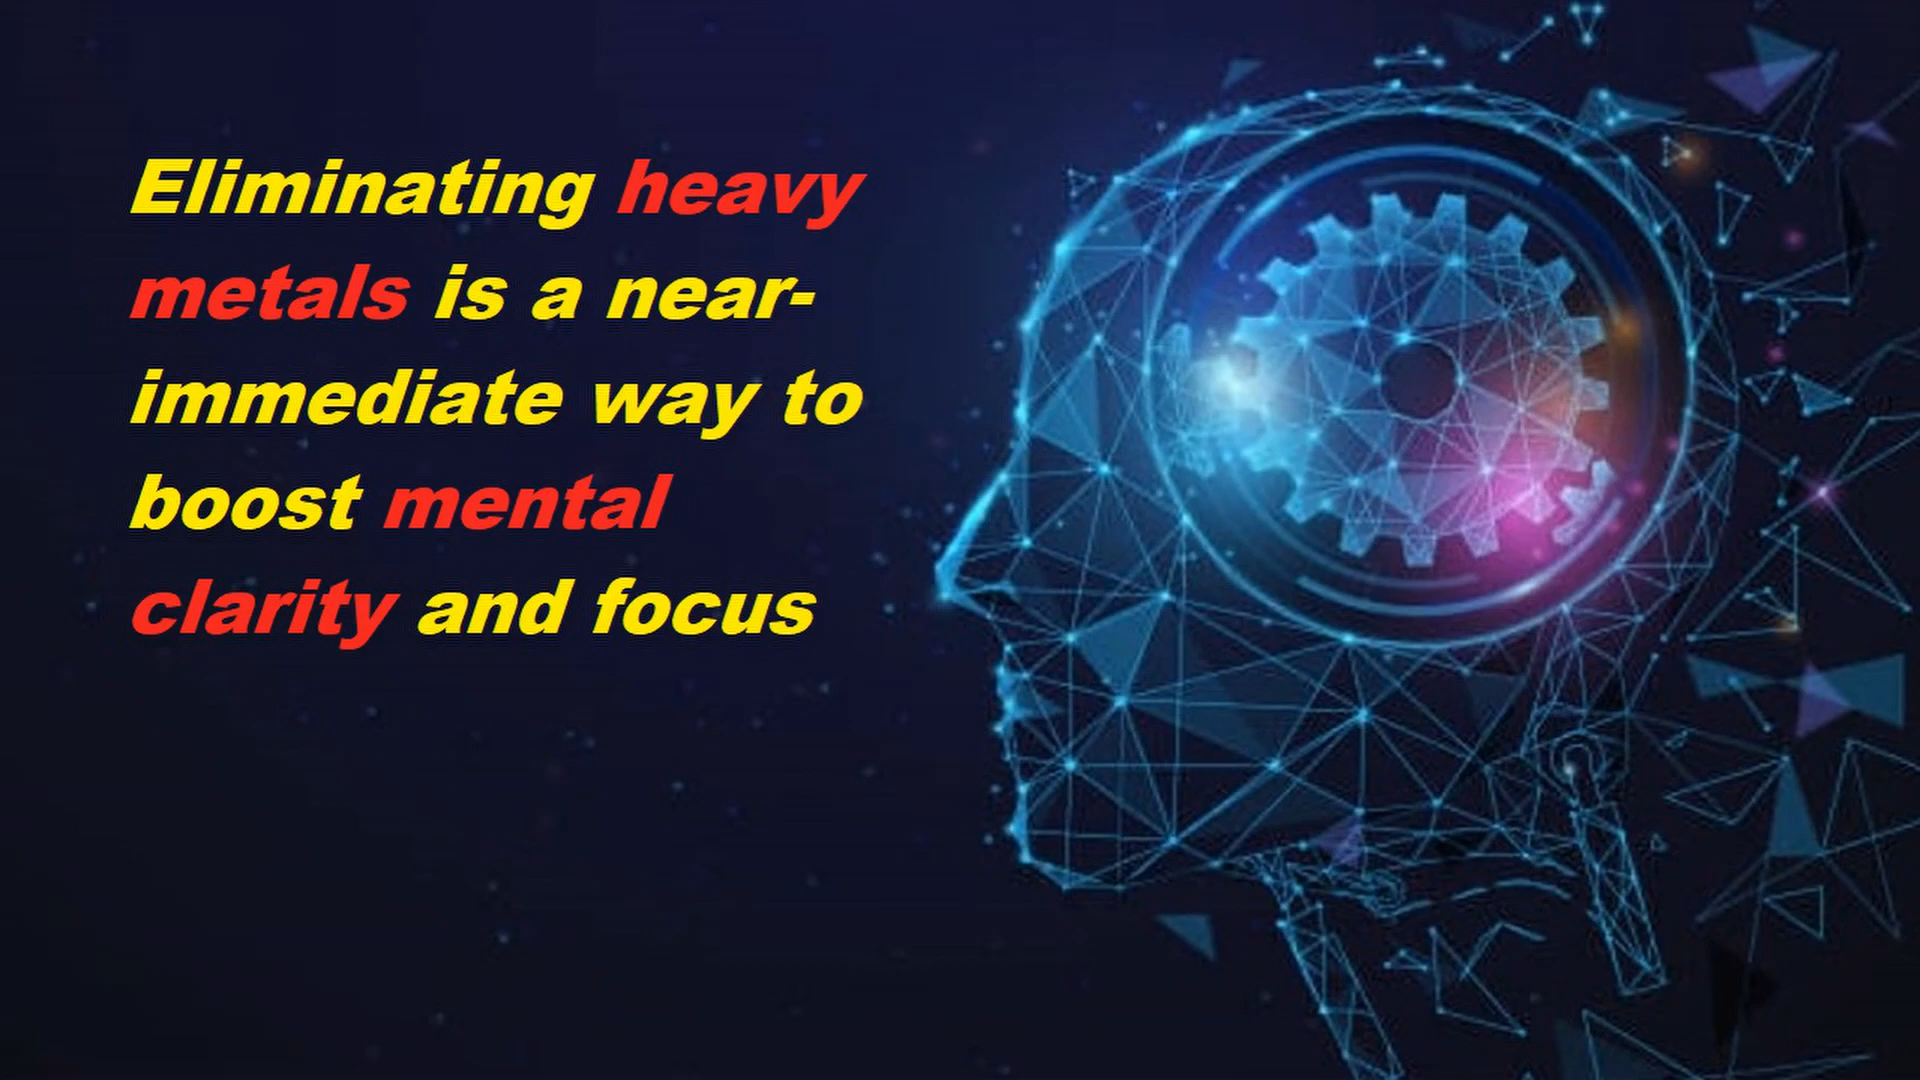 Eliminating heavy
metals is a near-
immediate way to
boost mental
clarity and focus